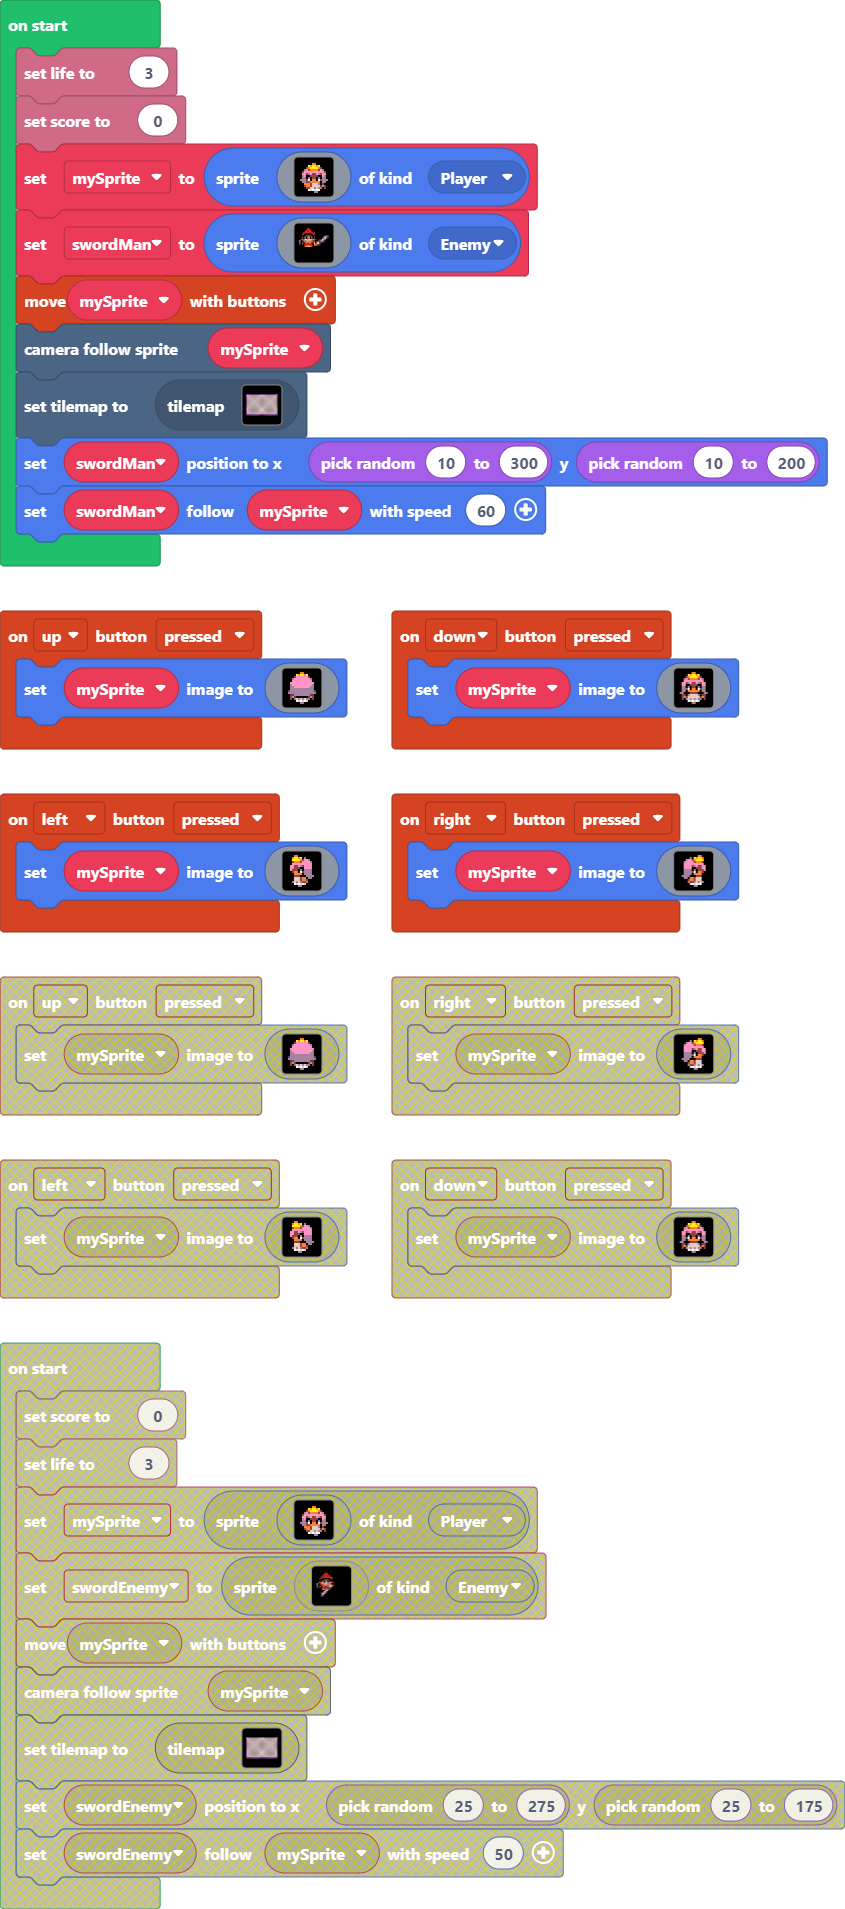 on start
set life to 3
set score to 0
set mySprite to sprite of kind Player
set swordMan to sprite of kind Enemy
move mySprite with buttons
camera follow sprite mySprite
set tilemap to tilemap
set swordMan position to x pick random 10 to 300 y pick random 10 to 200
set swordMan follow mySprite with speed 60
on up button pressed
set mySprite image to
on down button pressed
set mySprite image to
on left button pressed
set mySprite image to
on right button pressed
set mySprite image to
on up button pressed
set mySprite image to
on right button pressed
set mySprite image to
on left button pressed
set mySprite image to
on down button pressed
set mySprite image to
on start
set score to 0
set life to 3
set mySprite to sprite of kind Player
set swordEnemy to sprite of kind Enemy
move mySprite with buttons
camera follow sprite mySprite
set tilemap to tilemap
set swordEnemy position to x pick random 25 to 275 y pick random 25 to 175
set swordEnemy follow mySprite with speed 50